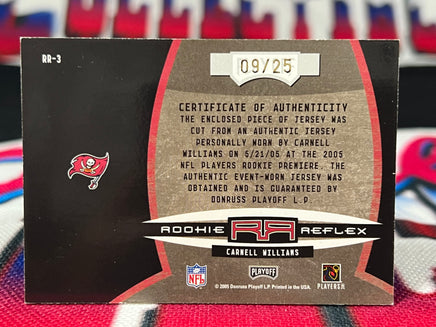 RR-3
09/25
CERTIFICATE OF AUTHENTICITY
THE ENCLOSED PIECE OF JERSEY WAS
CUT FROM AN AUTHENTIC JERSEY
PERSONALLY WORN BY CARNELL
WILLIAMS ON 5/21/05 AT THE 2005
NFL PLAYERS ROOKIE PREMIERE. THE
AUTHENTIC EVENT-WORN JERSEY WAS
OBTAINED AND IS GUARANTEED BY
DONRUSS PLAYOFF L.P.
ROOKIE RR REFLEX
CARNELL WILLIAMS
NFL PLAYOFF PLAYERS INC
© 2005 Donruss Playoff L.P. Printed in the USA.